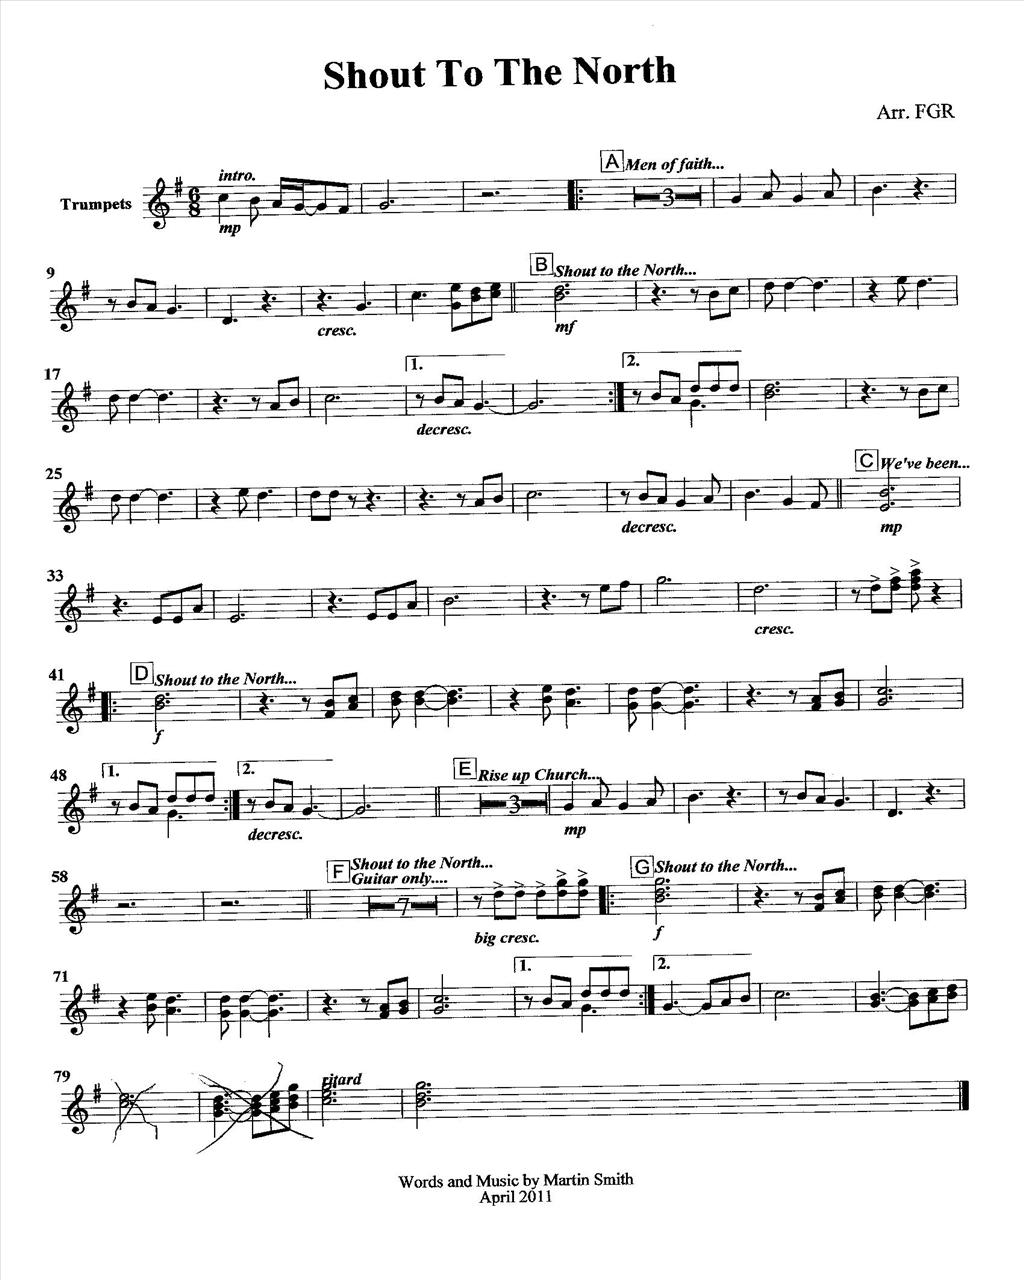 Shout To The North
Arr. FGR
A Men of faith...
intro.
Trumpets
6
8
3
mp
9
B Shout to the North...
cresc.
mf
17
1.
2.
decresc.
25
C We've been...
decresc.
mp
33
cresc.
41
D Shout to the North...
f
48
1.
2.
E Rise up Church...
3
decresc.
mp
58
F Shout to the North...
Guitar only....
G Shout to the North...
7
big cresc.
f
71
1.
2.
79
ritard
Words and Music by Martin Smith
April 2011